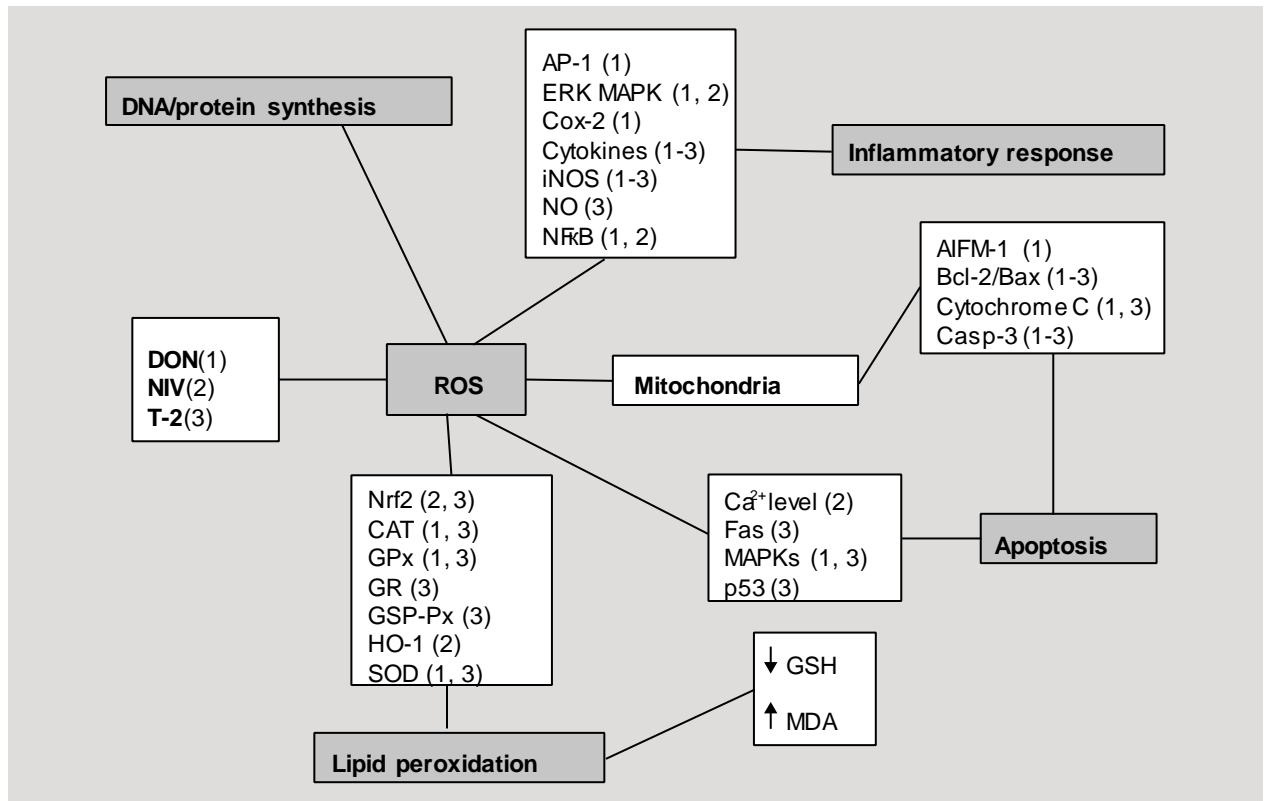 DNA/protein synthesis
AP-1 (1)
ERK MAPK (1, 2)
Cox-2 (1)
Cytokines (1-3)
iNOS (1-3)
NO (3)
NFκB (1, 2)
Inflammatory response
AIFM-1 (1)
Bcl-2/Bax (1-3)
Cytochrome C (1, 3)
Casp-3 (1-3)
DON(1)
NIV(2)
T-2(3)
ROS
Mitochondria
Nrf2 (2, 3)
CAT (1, 3)
GPx (1, 3)
GR (3)
GSP-Px (3)
HO-1 (2)
SOD (1, 3)
Ca²⁺ level (2)
Fas (3)
MAPKs (1, 3)
p53 (3)
Apoptosis
↓ GSH
↑ MDA
Lipid peroxidation